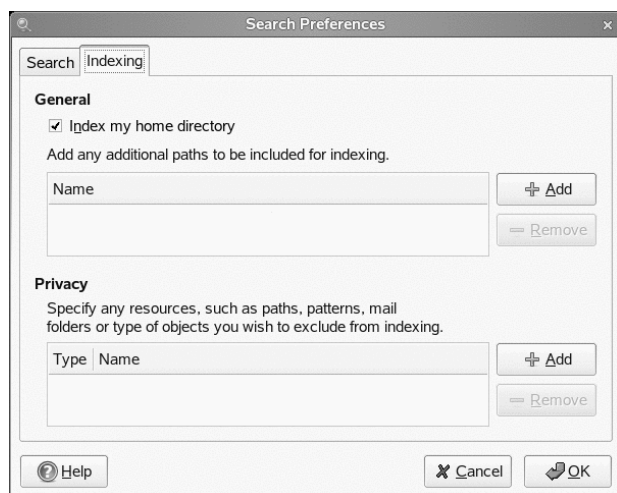 Search Preferences
Search Indexing
General
Index my home directory
Add any additional paths to be included for indexing.
Name
Add
Remove
Privacy
Specify any resources, such as paths, patterns, mail
folders or type of objects you wish to exclude from indexing.
Type Name
Add
Remove
Help Cancel OK